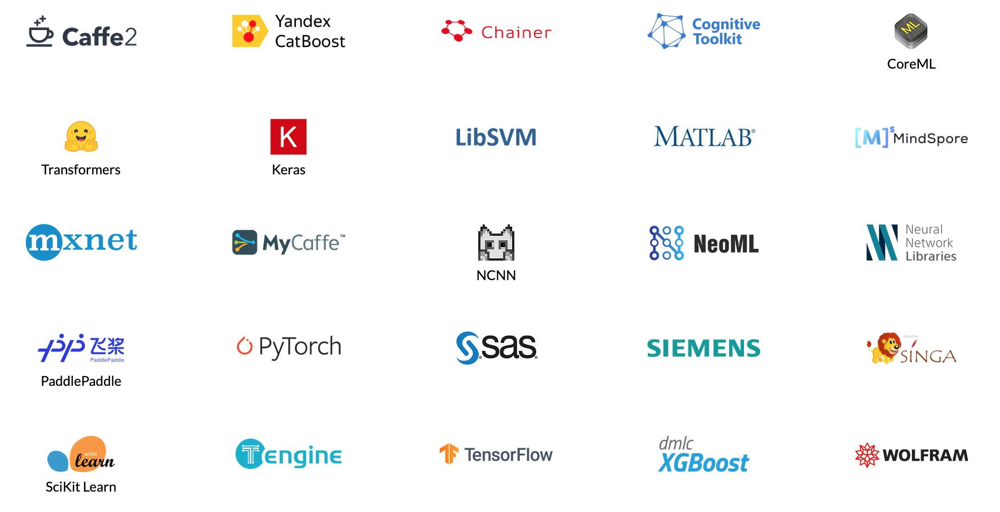 Caffe2
Yandex
CatBoost
Chainer
Cognitive
Toolkit
ML
CoreML
Transformers
K
Keras
LibSVM
MATLAB®
[M]s MindSpore
mxnet
MyCaffe™
NCNN
NeoML
Neural
Network
Libraries
飞桨
PaddlePaddle
PaddlePaddle
PyTorch
sas®
SIEMENS
Apache
SINGA
scikit
learn
SciKit Learn
Tengine
TensorFlow
dmlc
XGBoost
WOLFRAM